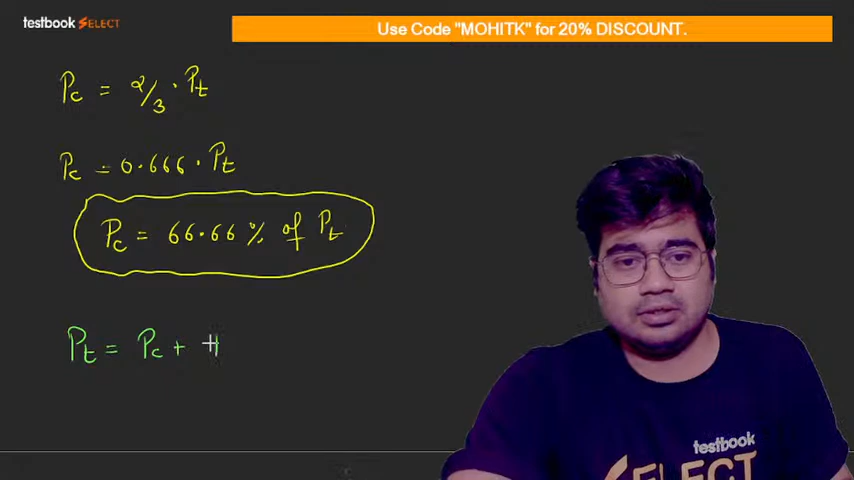 testbook SELECT
Use Code "MOHITK" for 20% DISCOUNT.
Pc = 2/3 · Pt
Pc = 0.666 · Pt
Pc = 66.66 % of Pt
Pt = Pc +
testbook
SELECT